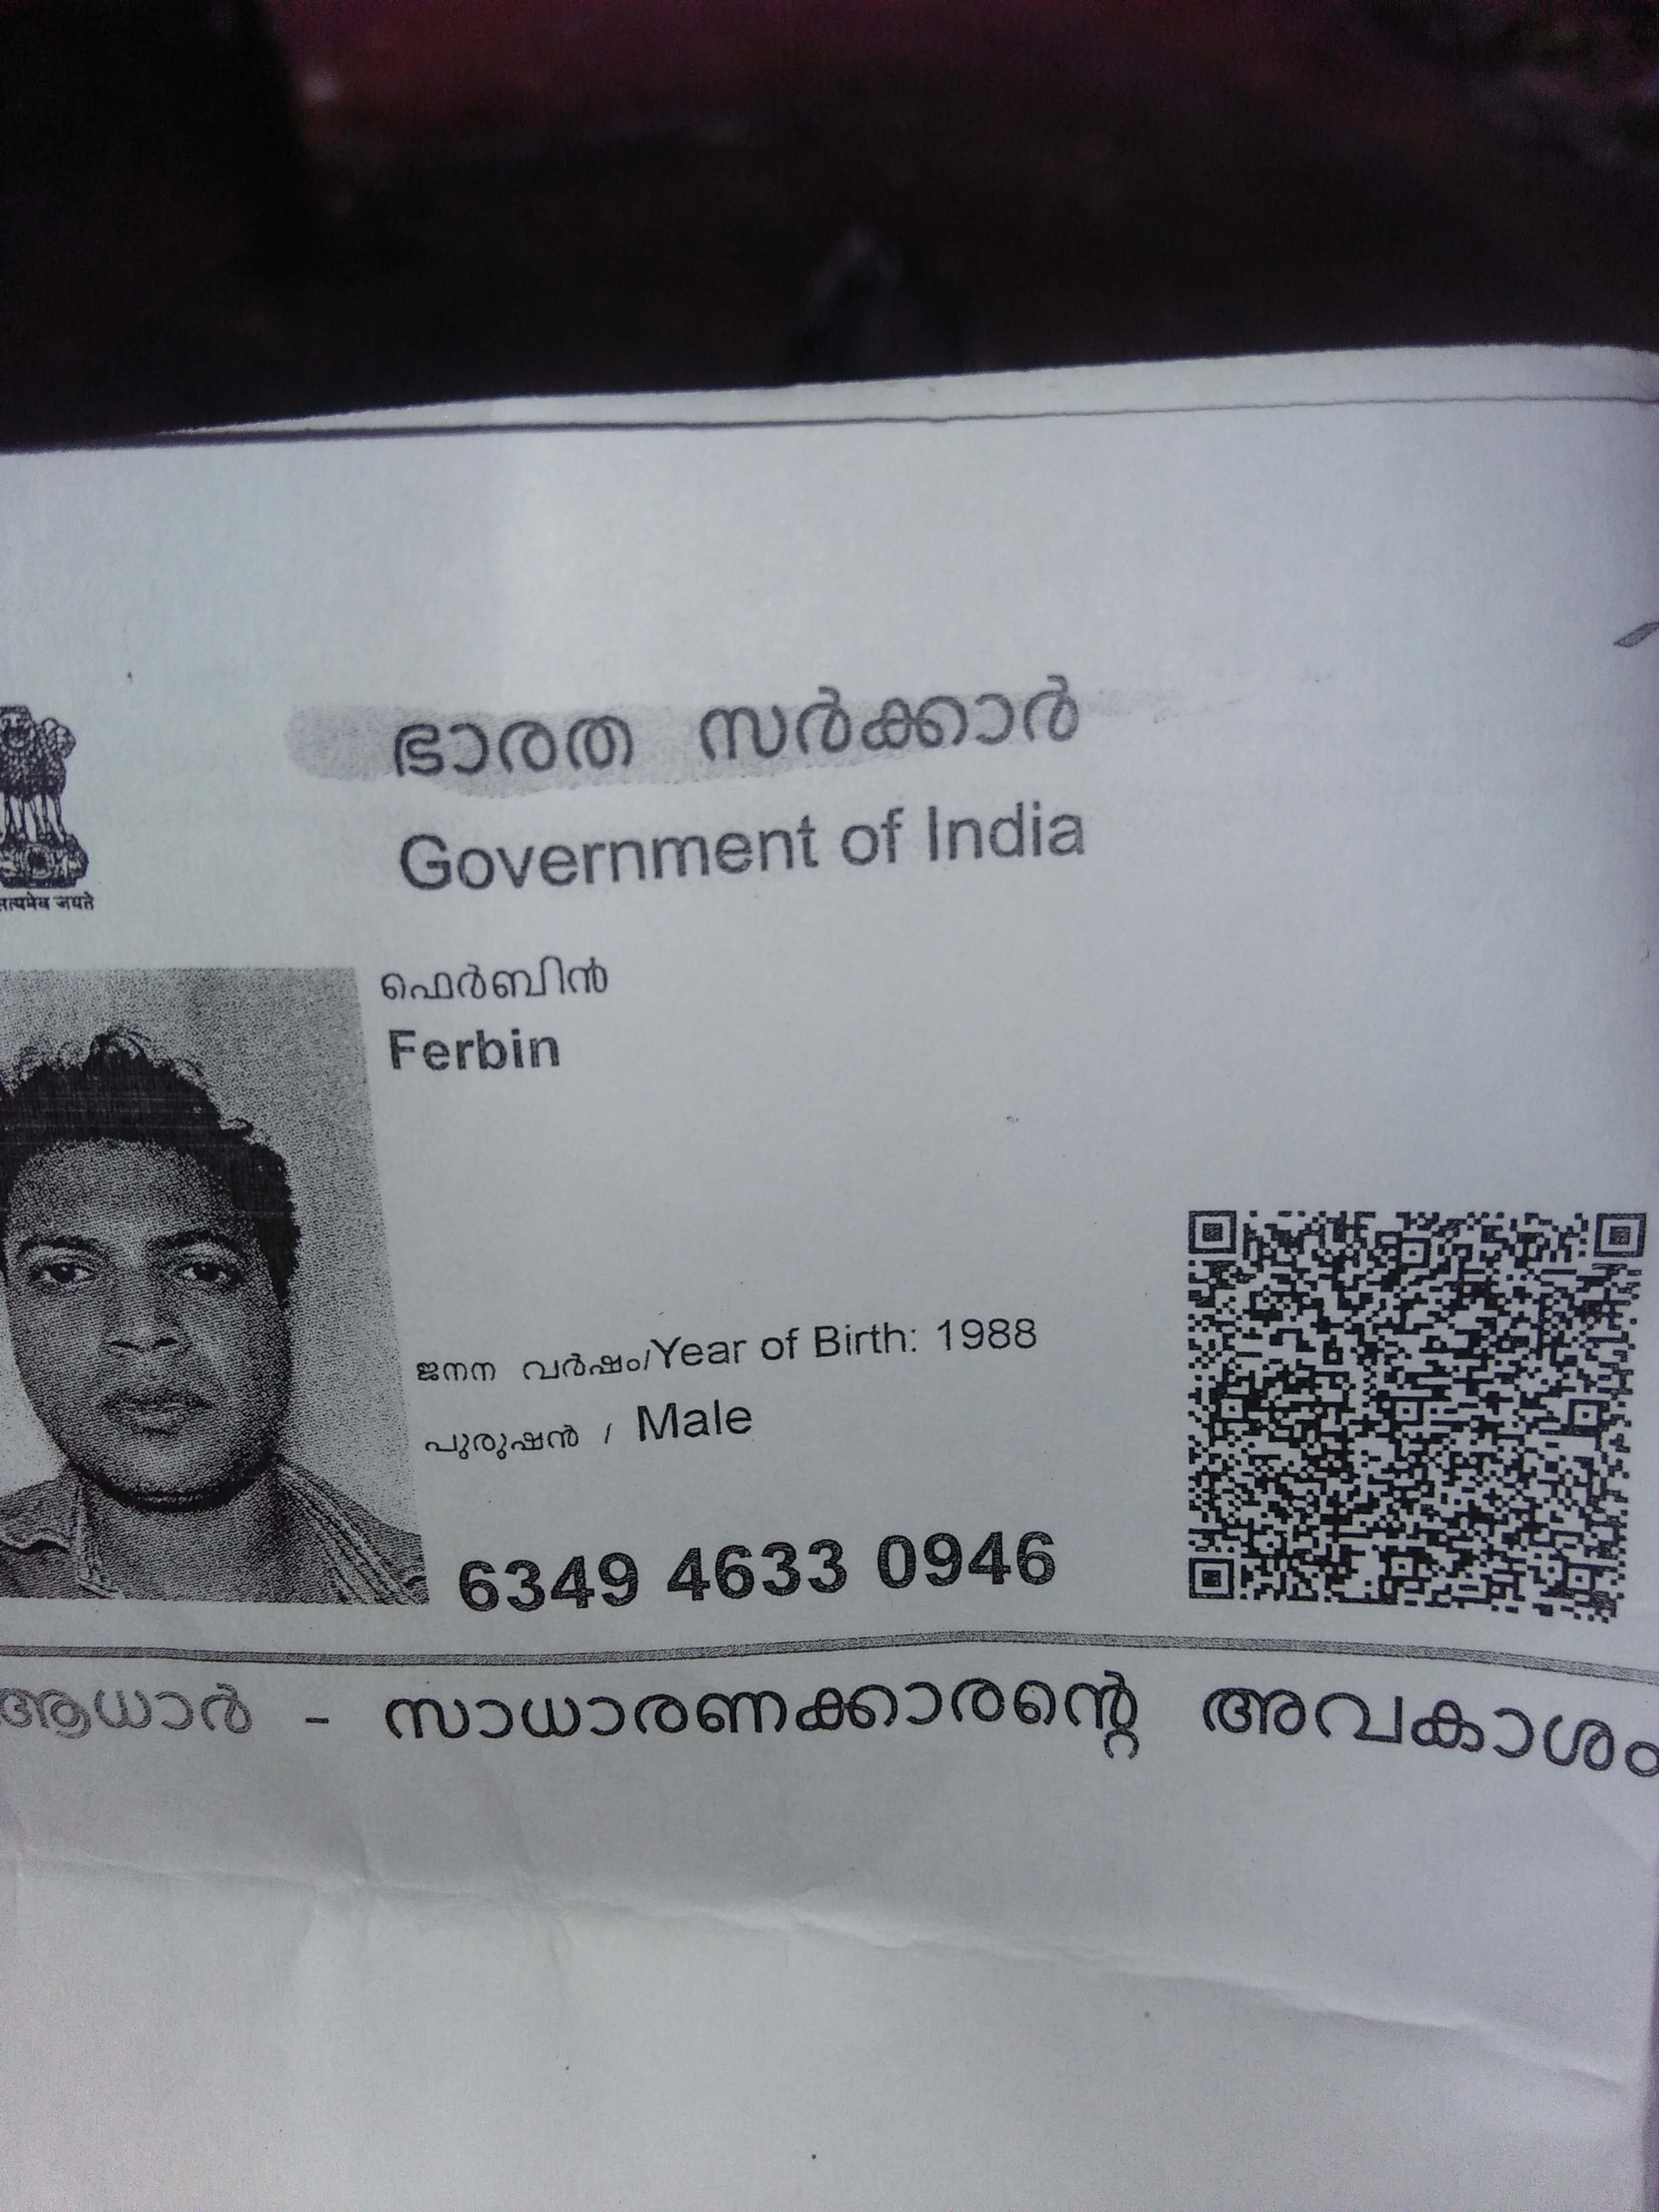 ഭാരത സർക്കാർ
Government of India
सत्यमेव जयते
ഫെർബിൻ
Ferbin
ജനന വർഷം/Year of Birth: 1988
പുരുഷൻ / Male
6349 4633 0946
ആധാർ - സാധാരണക്കാരന്റെ അവകാശം